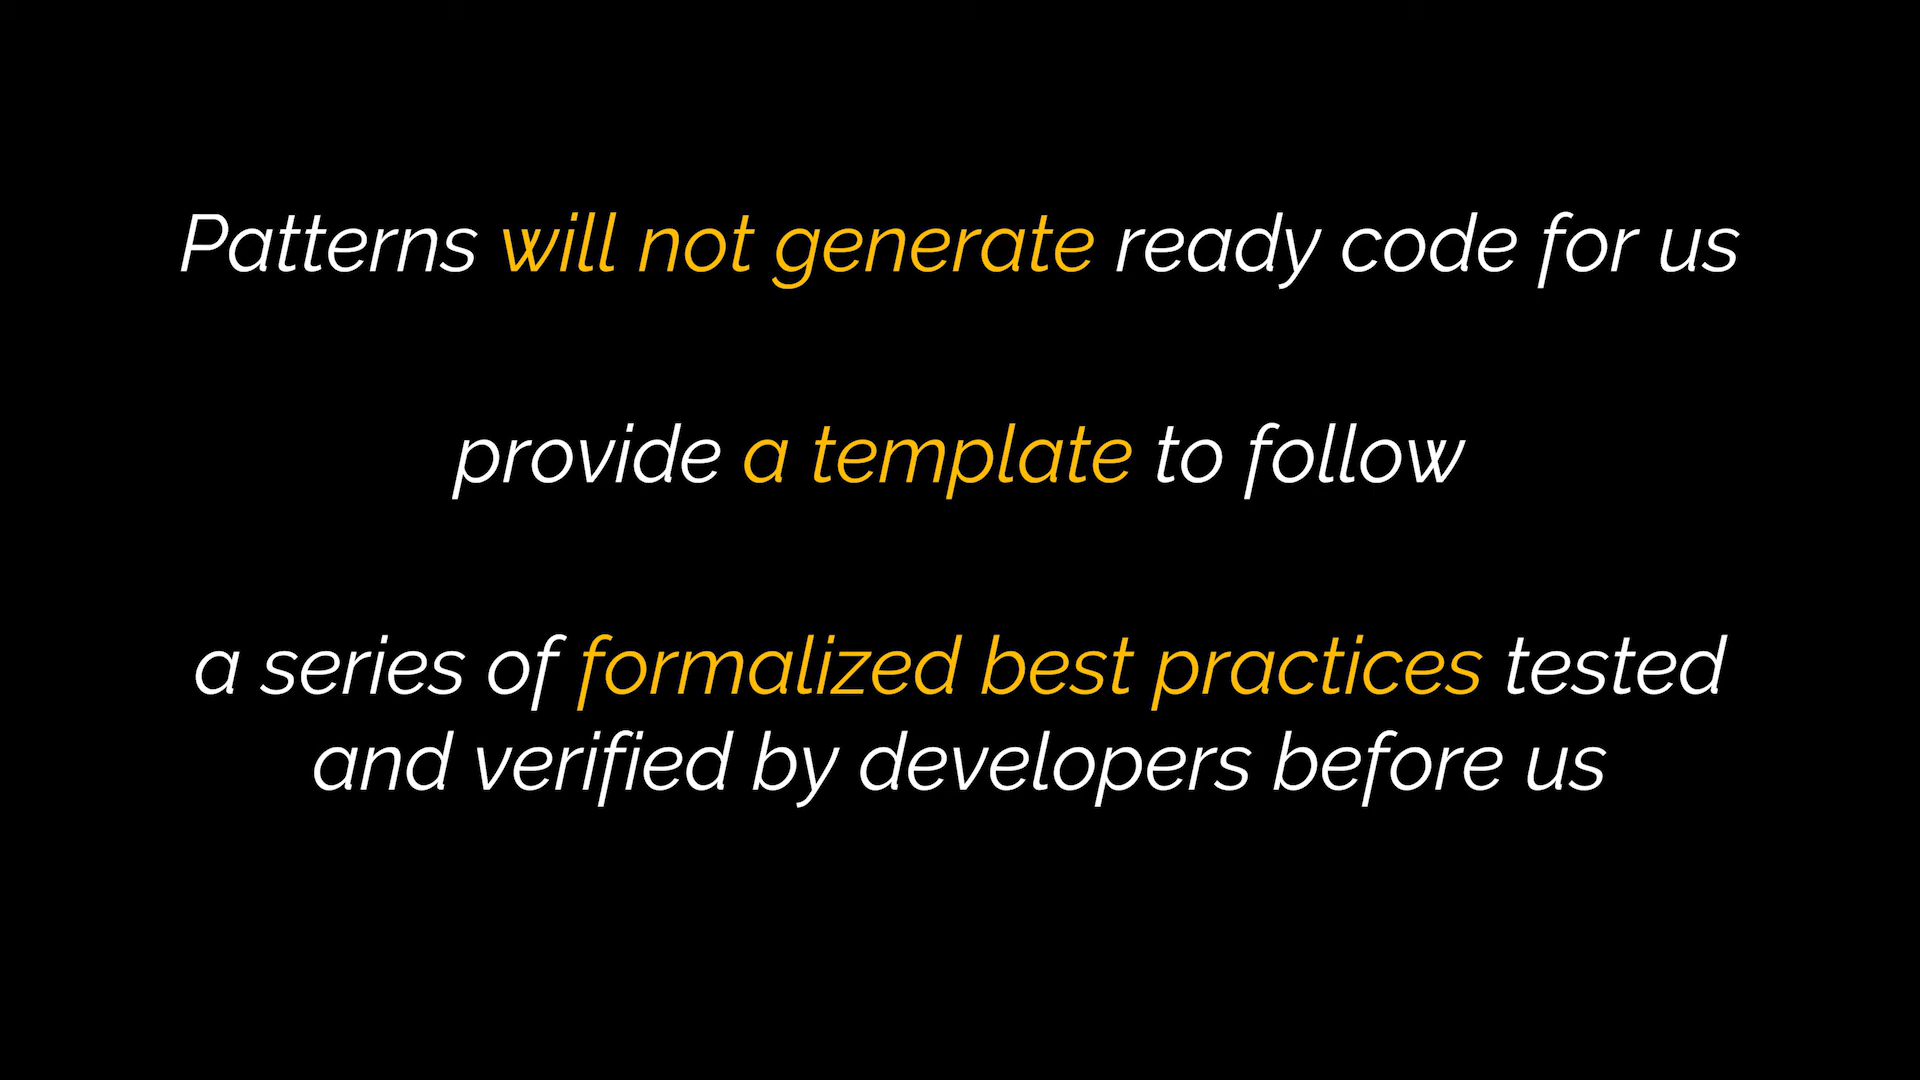 Patterns will not generate ready code for us
provide a template to follow
a series of formalized best practices tested
and verified by developers before us